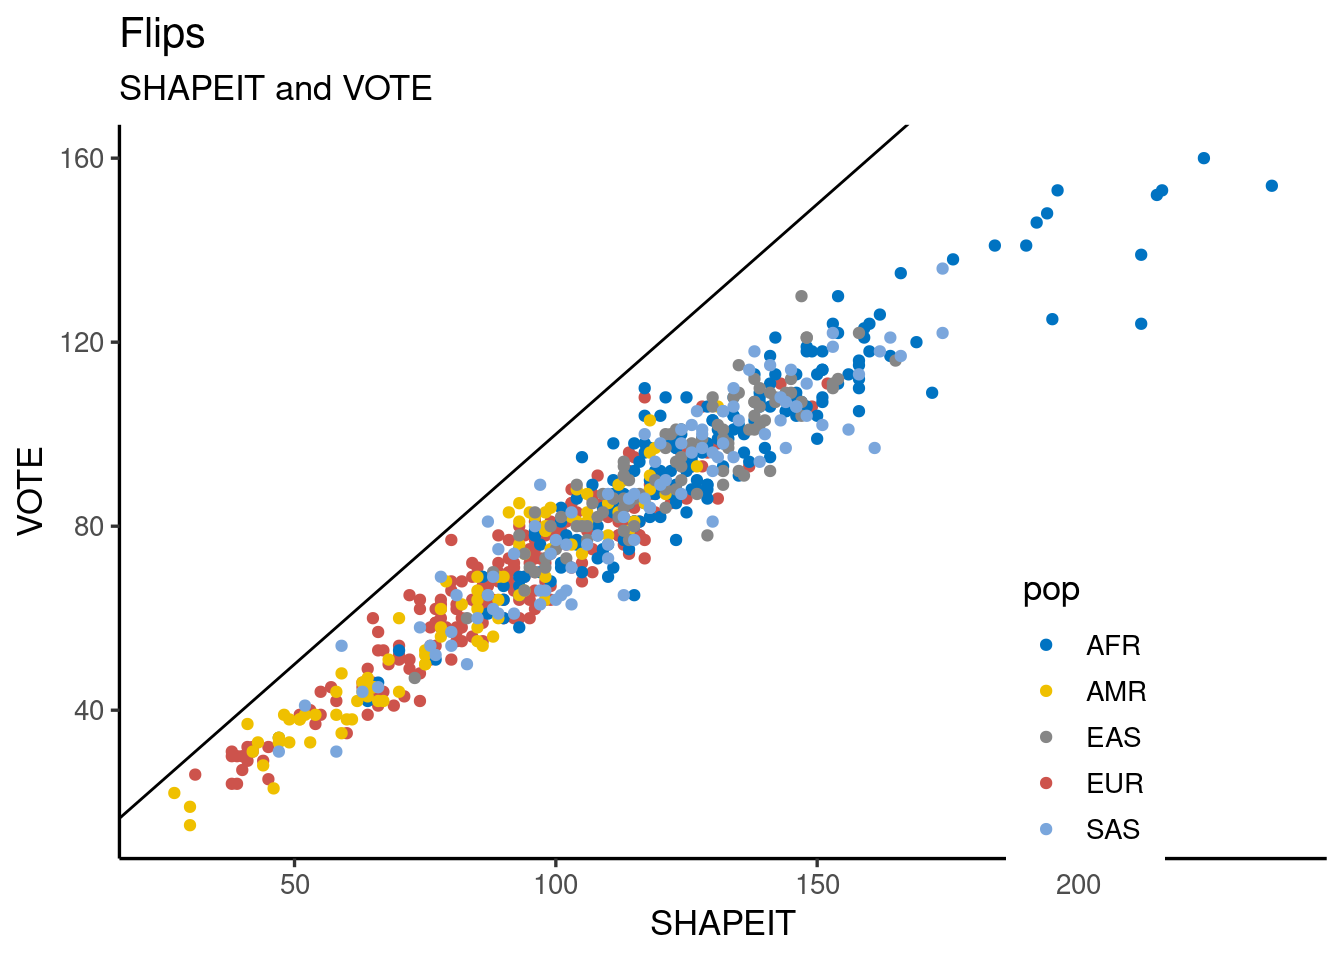 Flips
SHAPEIT and VOTE
160
120
80
40
VOTE
50
100
150
200
SHAPEIT
pop
AFR
AMR
EAS
EUR
SAS